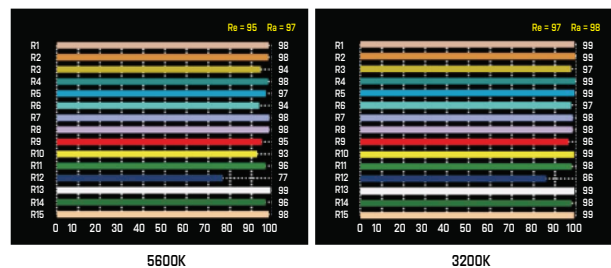 Re = 95 Ra = 97
R1 98
R2 98
R3 94
R4 98
R5 97
R6 94
R7 98
R8 98
R9 95
R10 93
R11 96
R12 77
R13 99
R14 96
R15 98
0 10 20 30 40 50 60 70 80 90 100
5600K
Re = 97 Ra = 98
R1 99
R2 99
R3 97
R4 99
R5 99
R6 97
R7 98
R8 98
R9 96
R10 99
R11 98
R12 86
R13 99
R14 98
R15 99
0 10 20 30 40 50 60 70 80 90 100
3200K